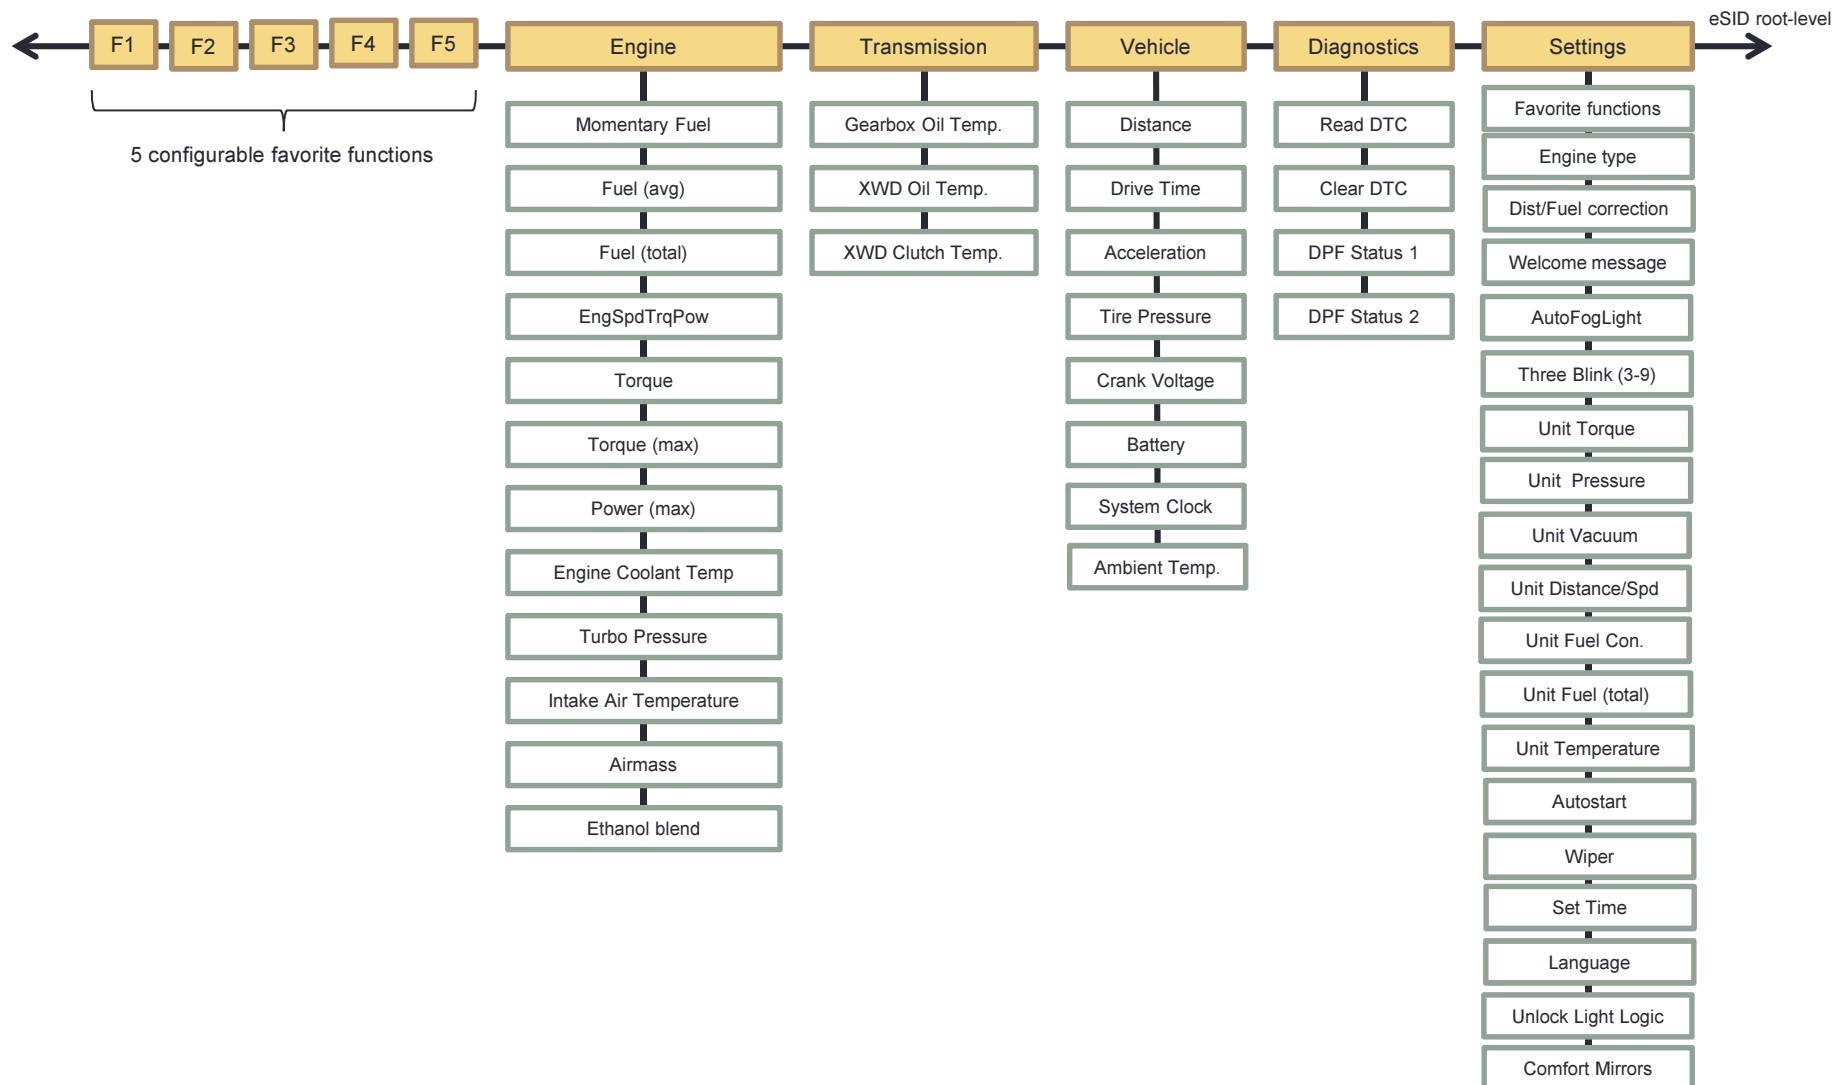 eSID root-level
F1
F2
F3
F4
F5
Engine
Transmission
Vehicle
Diagnostics
Settings
5 configurable favorite functions
Momentary Fuel
Fuel (avg)
Fuel (total)
EngSpdTrqPow
Torque
Torque (max)
Power (max)
Engine Coolant Temp
Turbo Pressure
Intake Air Temperature
Airmass
Ethanol blend
Gearbox Oil Temp.
XWD Oil Temp.
XWD Clutch Temp.
Distance
Drive Time
Acceleration
Tire Pressure
Crank Voltage
Battery
System Clock
Ambient Temp.
Read DTC
Clear DTC
DPF Status 1
DPF Status 2
Favorite functions
Engine type
Dist/Fuel correction
Welcome message
AutoFogLight
Three Blink (3-9)
Unit Torque
Unit  Pressure
Unit Vacuum
Unit Distance/Spd
Unit Fuel Con.
Unit Fuel (total)
Unit Temperature
Autostart
Wiper
Set Time
Language
Unlock Light Logic
Comfort Mirrors